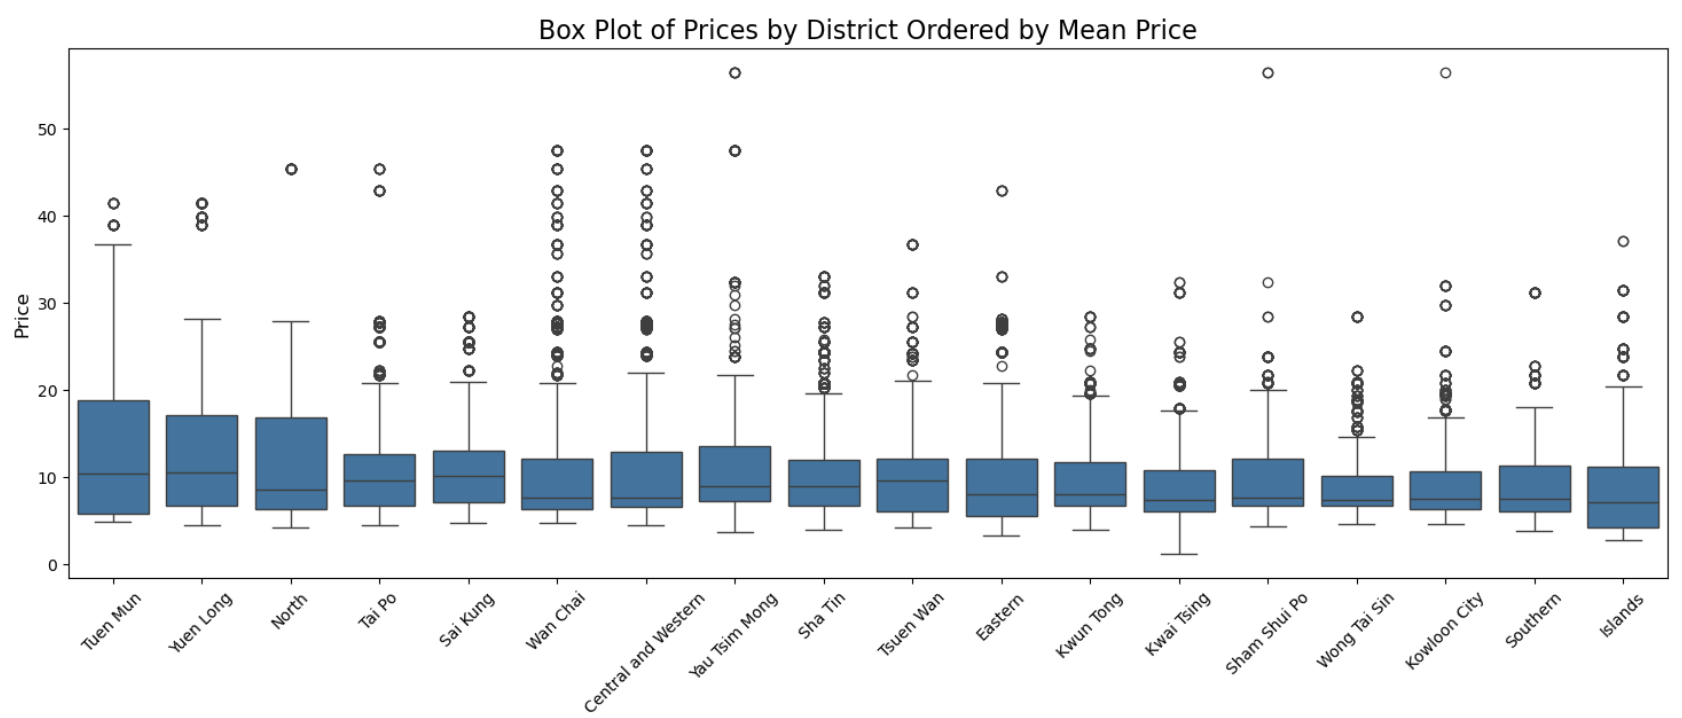 Box Plot of Prices by District Ordered by Mean Price
Price
50
40
30
20
10
0
Tuen Mun
Yuen Long
North
Tai Po
Sai Kung
Wan Chai
Central and Western
Yau Tsim Mong
Sha Tin
Tsuen Wan
Eastern
Kwun Tong
Kwai Tsing
Sham Shui Po
Wong Tai Sin
Kowloon City
Southern
Islands